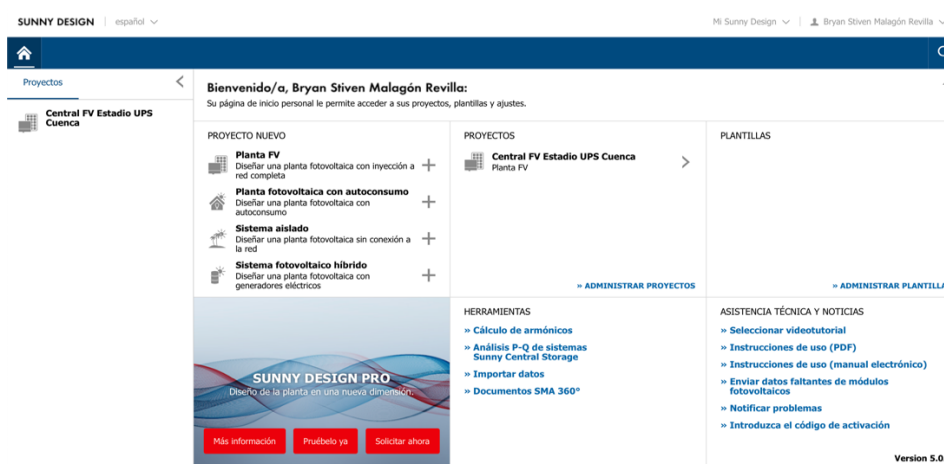 SUNNY DESIGN español
Mi Sunny Design Bryan Stiven Malagón Revilla
Proyectos
Central FV Estadio UPS
Cuenca
Bienvenido/a, Bryan Stiven Malagón Revilla:
Su página de inicio personal le permite acceder a sus proyectos, plantillas y ajustes.
PROYECTO NUEVO
Planta FV
Diseñar una planta fotovoltaica con inyección a
red completa
Planta fotovoltaica con autoconsumo
Diseñar una planta fotovoltaica con
autoconsumo
Sistema aislado
Diseñar una planta fotovoltaica sin conexión a
la red
Sistema fotovoltaico híbrido
Diseñar una planta fotovoltaica con
generadores eléctricos
PROYECTOS
Central FV Estadio UPS Cuenca
Planta FV
» ADMINISTRAR PROYECTOS
PLANTILLAS
» ADMINISTRAR PLANTILLA
SUNNY DESIGN PRO
Diseño de la planta en una nueva dimensión.
Más información Pruébelo ya Solicitar ahora
HERRAMIENTAS
» Cálculo de armónicos
» Análisis P-Q de sistemas
Sunny Central Storage
» Importar datos
» Documentos SMA 360°
ASISTENCIA TÉCNICA Y NOTICIAS
» Seleccionar videotutorial
» Instrucciones de uso (PDF)
» Instrucciones de uso (manual electrónico)
» Enviar datos faltantes de módulos
fotovoltaicos
» Notificar problemas
» Introduzca el código de activación
Version 5.0.